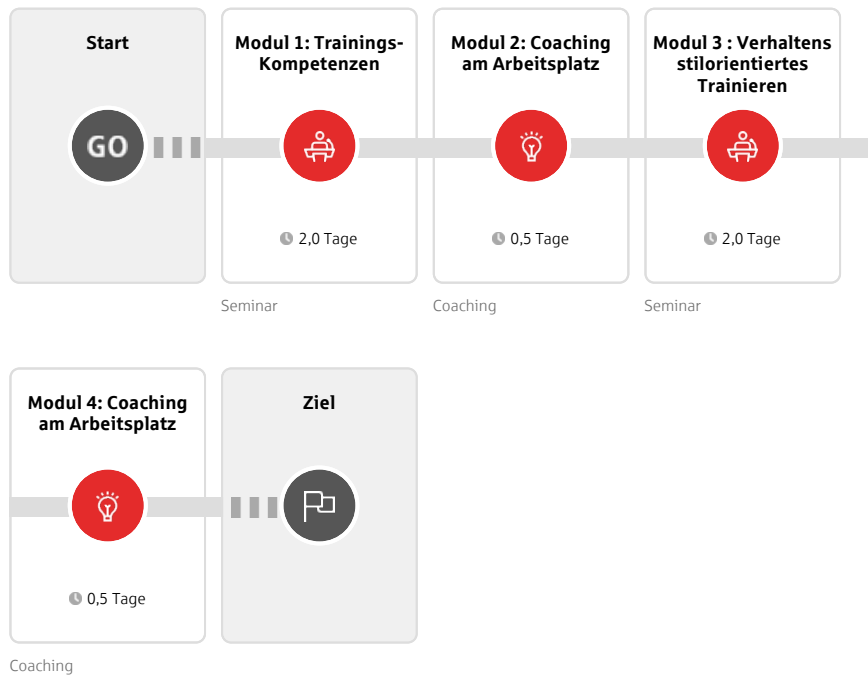 Start
GO
Modul 1: Trainings-
Kompetenzen
2,0 Tage
Seminar
Modul 2: Coaching
am Arbeitsplatz
0,5 Tage
Coaching
Modul 3 : Verhaltens
stilorientiertes
Trainieren
2,0 Tage
Seminar
Modul 4: Coaching
am Arbeitsplatz
0,5 Tage
Coaching
Ziel